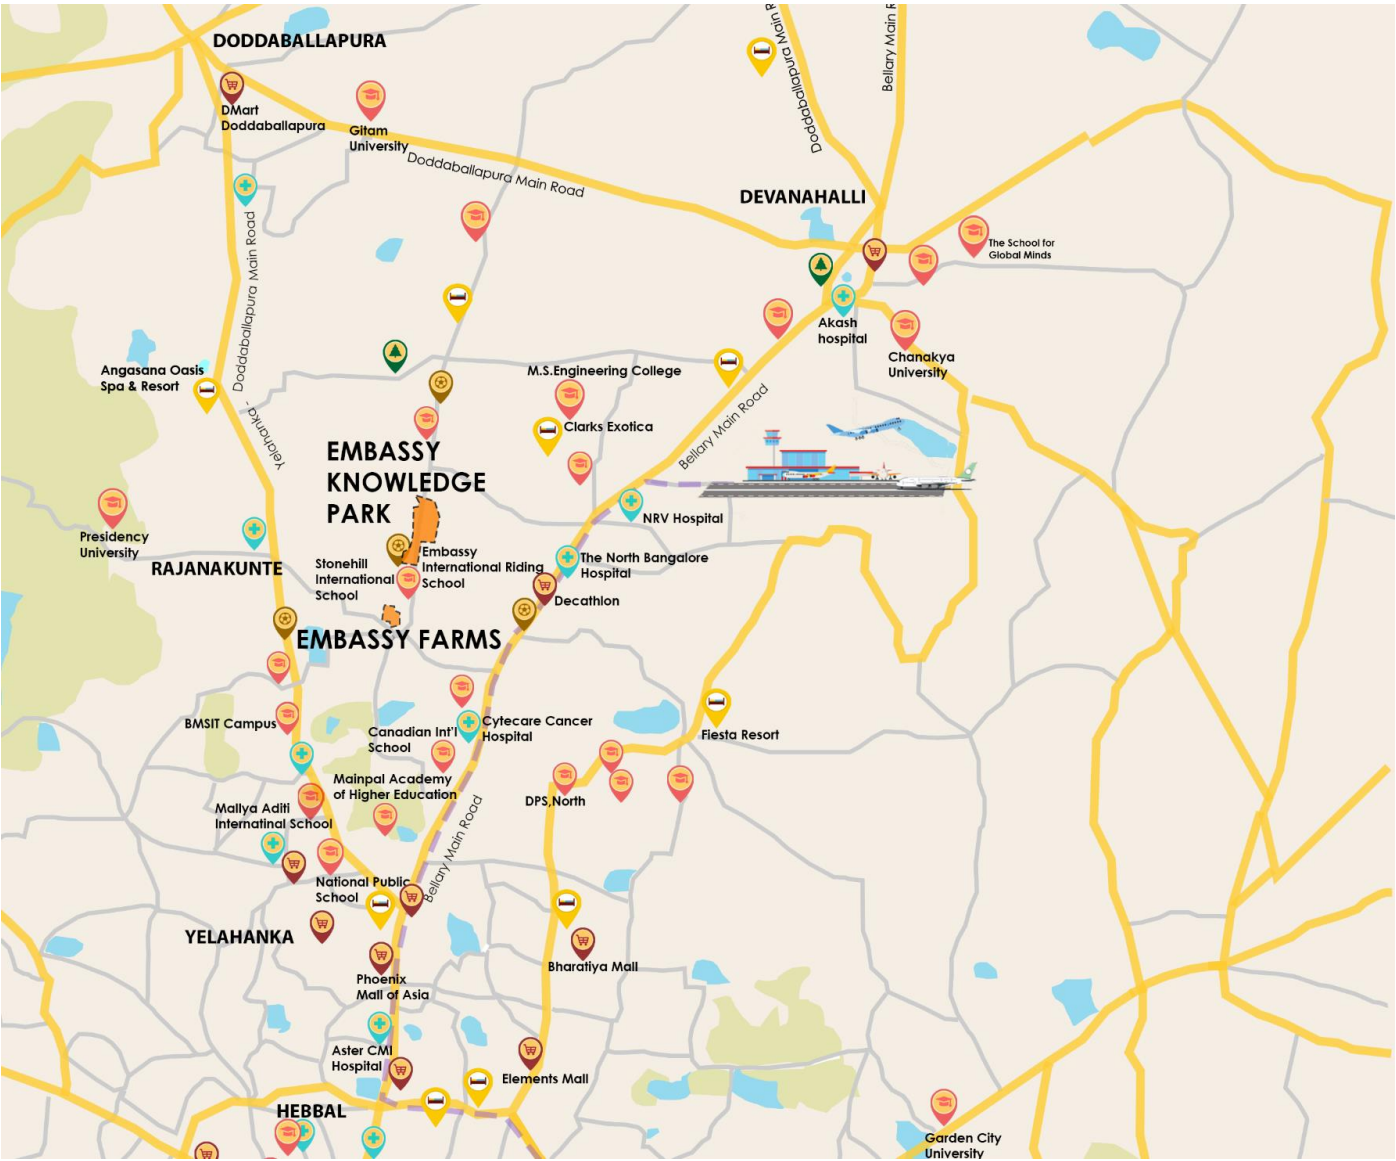 DODDABALLAPURA
DMart
Doddaballapura
Gitam
University
Doddaballapura Main Road
Doddaballapura Main R
Bellary Main R
DEVANAHALLI
The School for
Global Minds
Yelahanka - Doddaballapura Main Road
Akash
hospital
Chanakya
University
Angasana Oasis
Spa & Resort
M.S.Engineering College
Clarks Exotica
Bellary Main Road
EMBASSY
KNOWLEDGE
PARK
NRV Hospital
Presidency
University
RAJANAKUNTE
Stonehill
International
School
Embassy
International Riding
School
The North Bangalore
Hospital
Decathlon
EMBASSY FARMS
BMSIT Campus
Canadian Int'l
School
Cytecare Cancer
Hospital
Fiesta Resort
Mainpal Academy
of Higher Education
DPS,North
Mallya Aditi
Internatinal School
Bellary Main Road
National Public
School
YELAHANKA
Phoenix
Mall of Asia
Bharatiya Mall
Aster CMI
Hospital
Elements Mall
HEBBAL
Garden City
University